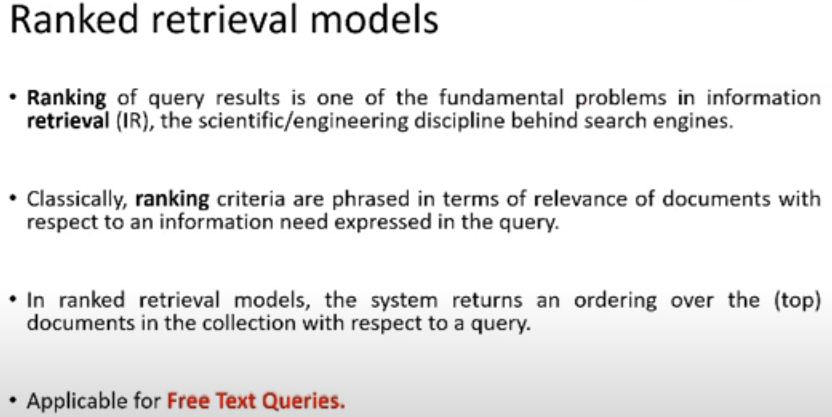 Ranked retrieval models
• Ranking of query results is one of the fundamental problems in information
retrieval (IR), the scientific/engineering discipline behind search engines.
• Classically, ranking criteria are phrased in terms of relevance of documents with
respect to an information need expressed in the query.
• In ranked retrieval models, the system returns an ordering over the (top)
documents in the collection with respect to a query.
• Applicable for Free Text Queries.